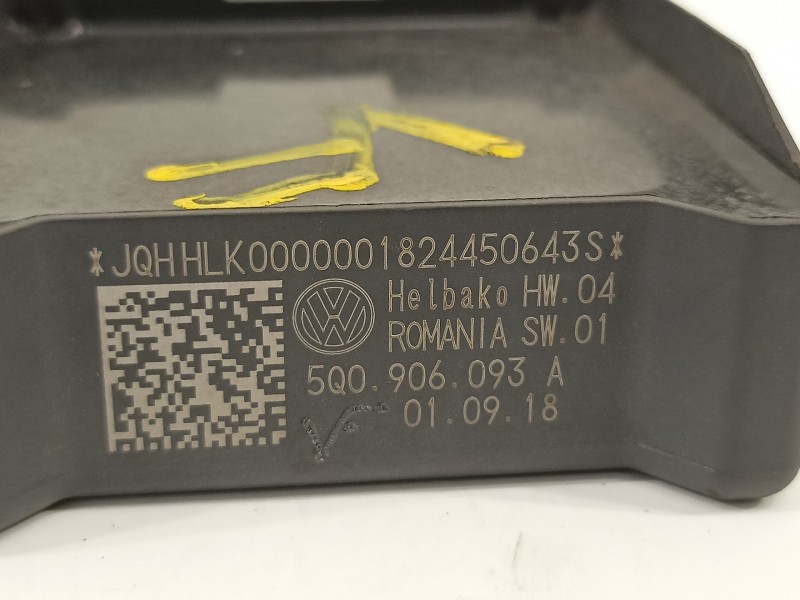 *JQHHLK0000001824450643S*
Helbako HW.04
ROMANIA SW.01
5Q0.906.093 A
01.09.18